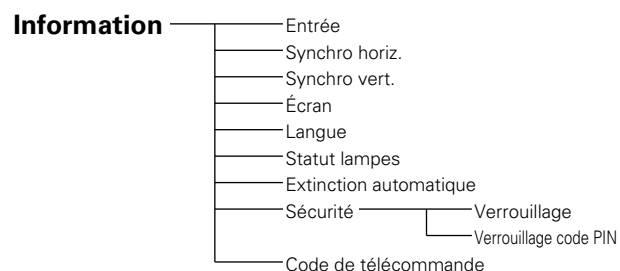 Information
Entrée
Synchro horiz.
Synchro vert.
Écran
Langue
Statut lampes
Extinction automatique
Sécurité
Verrouillage
Verrouillage code PIN
Code de télécommande